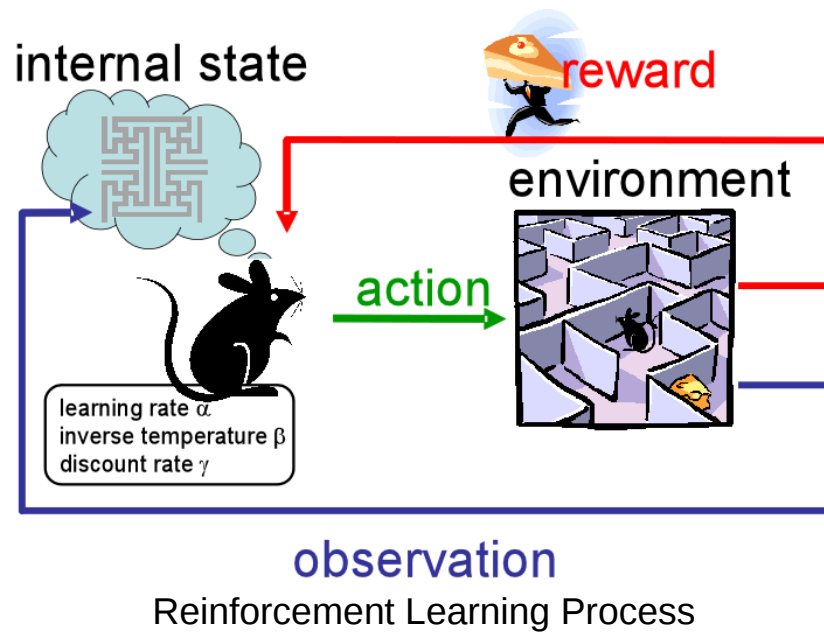 internal state
reward
environment
action
learning rate α
inverse temperature β
discount rate γ
observation
Reinforcement Learning Process